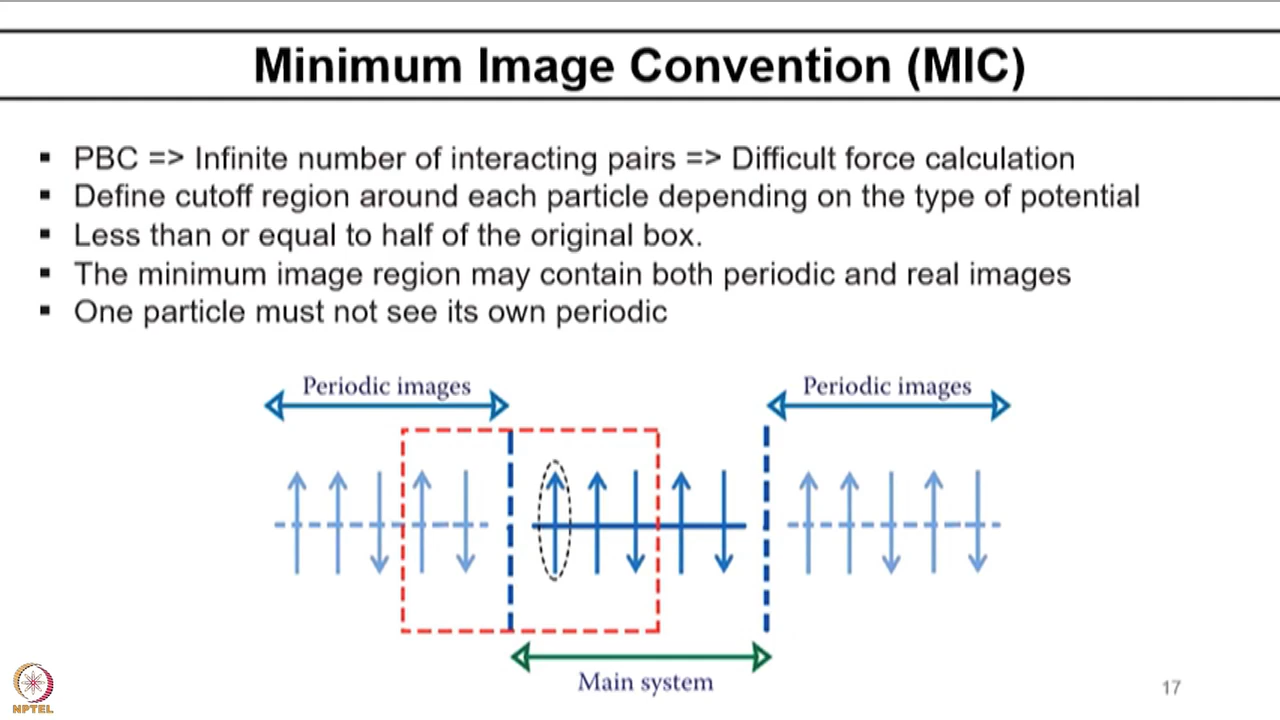 Minimum Image Convention (MIC)
▪ PBC => Infinite number of interacting pairs => Difficult force calculation
▪ Define cutoff region around each particle depending on the type of potential
▪ Less than or equal to half of the original box.
▪ The minimum image region may contain both periodic and real images
▪ One particle must not see its own periodic
Periodic images
Periodic images
Main system
NPTEL
17